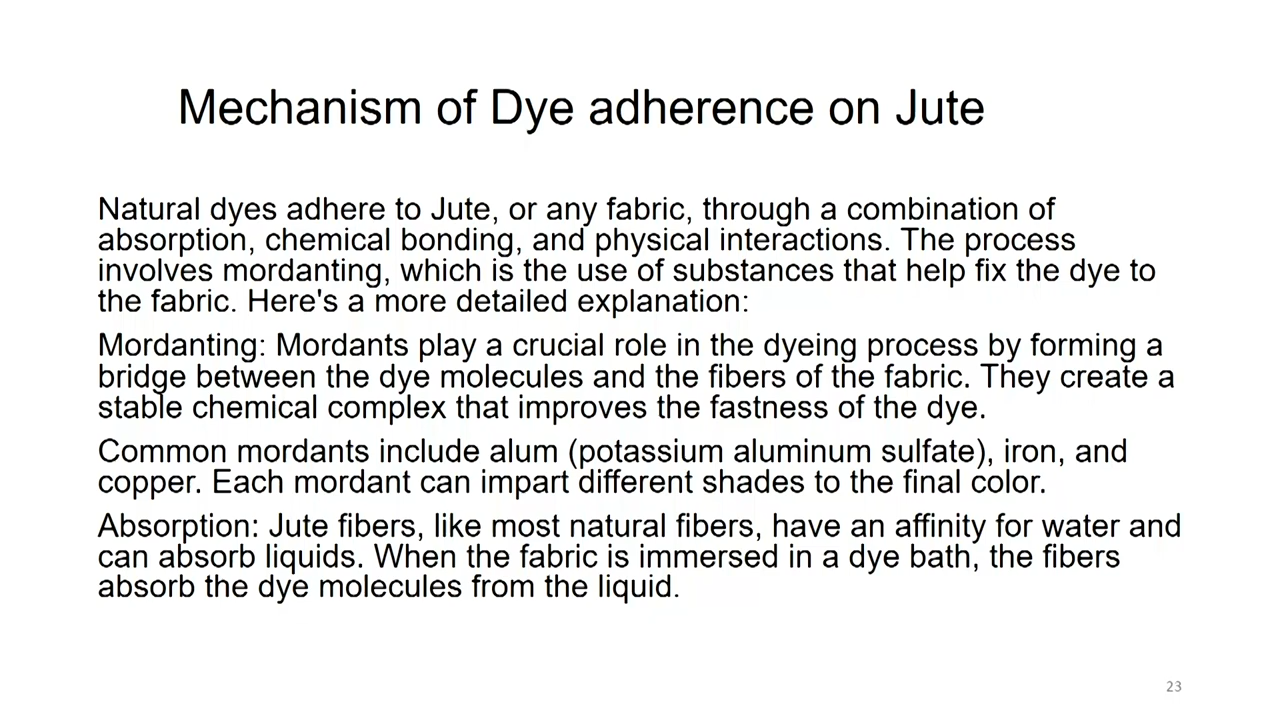 Mechanism of Dye adherence on Jute
Natural dyes adhere to Jute, or any fabric, through a combination of
absorption, chemical bonding, and physical interactions. The process
involves mordanting, which is the use of substances that help fix the dye to
the fabric. Here's a more detailed explanation:
Mordanting: Mordants play a crucial role in the dyeing process by forming a
bridge between the dye molecules and the fibers of the fabric. They create a
stable chemical complex that improves the fastness of the dye.
Common mordants include alum (potassium aluminum sulfate), iron, and
copper. Each mordant can impart different shades to the final color.
Absorption: Jute fibers, like most natural fibers, have an affinity for water and
can absorb liquids. When the fabric is immersed in a dye bath, the fibers
absorb the dye molecules from the liquid.
23